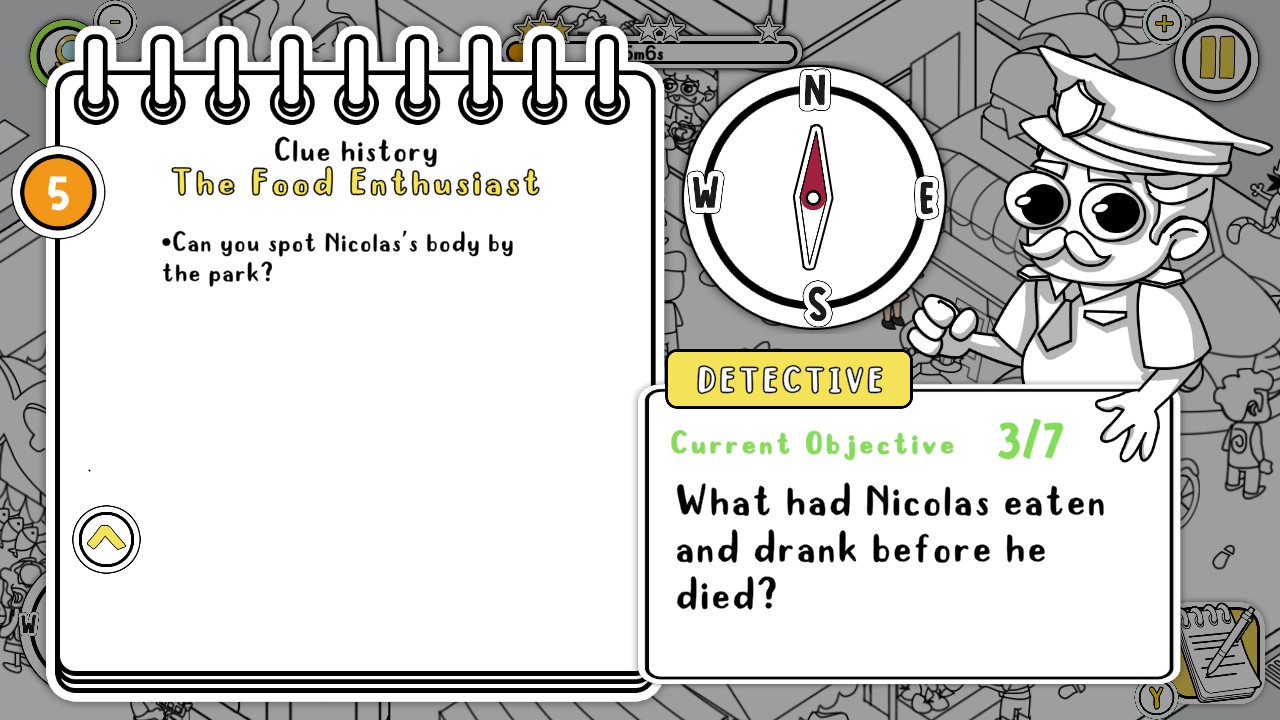 5m6s
N
W
E
S
Clue history
The Food Enthusiast
5
•Can you spot Nicolas's body by
the park?
DETECTIVE
Current Objective 3/7
What had Nicolas eaten
and drank before he
died?
W
Y